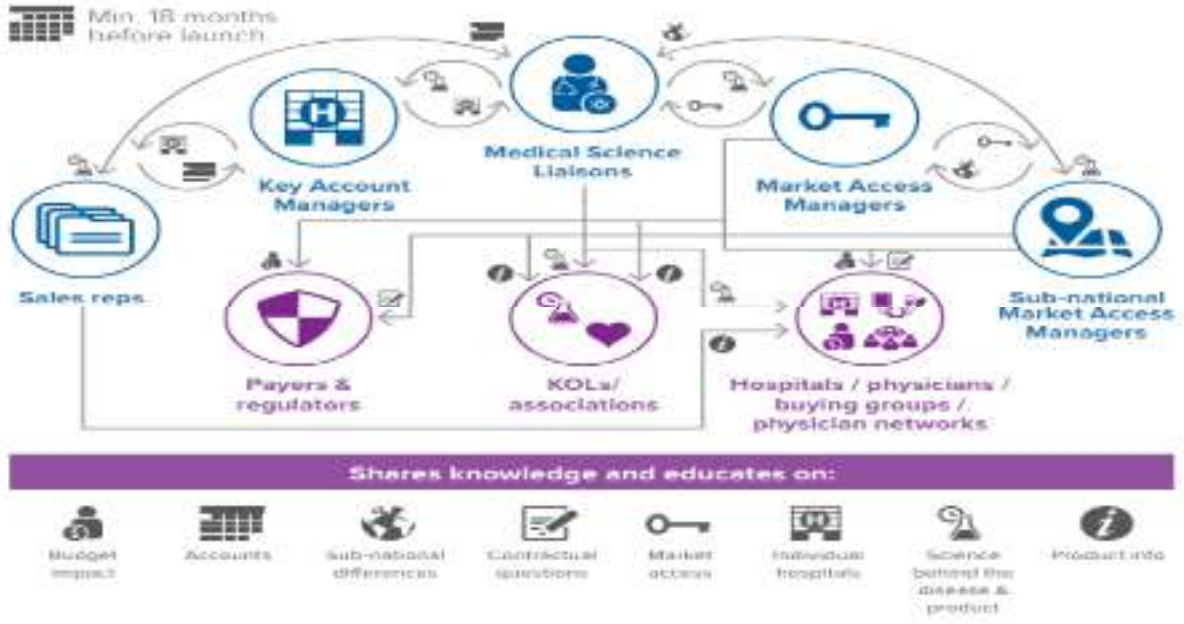 Min. 18 months
before launch
Medical Science
Liaisons
Key Account
Managers
Market Access
Managers
Sales reps
Sub-national
Market Access
Managers
Payers &
regulators
KOLs/
associations
Hospitals / physicians /
buying groups /
physician networks
Shares knowledge and educates on:
Budget
impact
Accounts
Sub-national
differences
Contractual
questions
Market
access
Individual
hospitals
Science
behind the
disease &
product
Product info